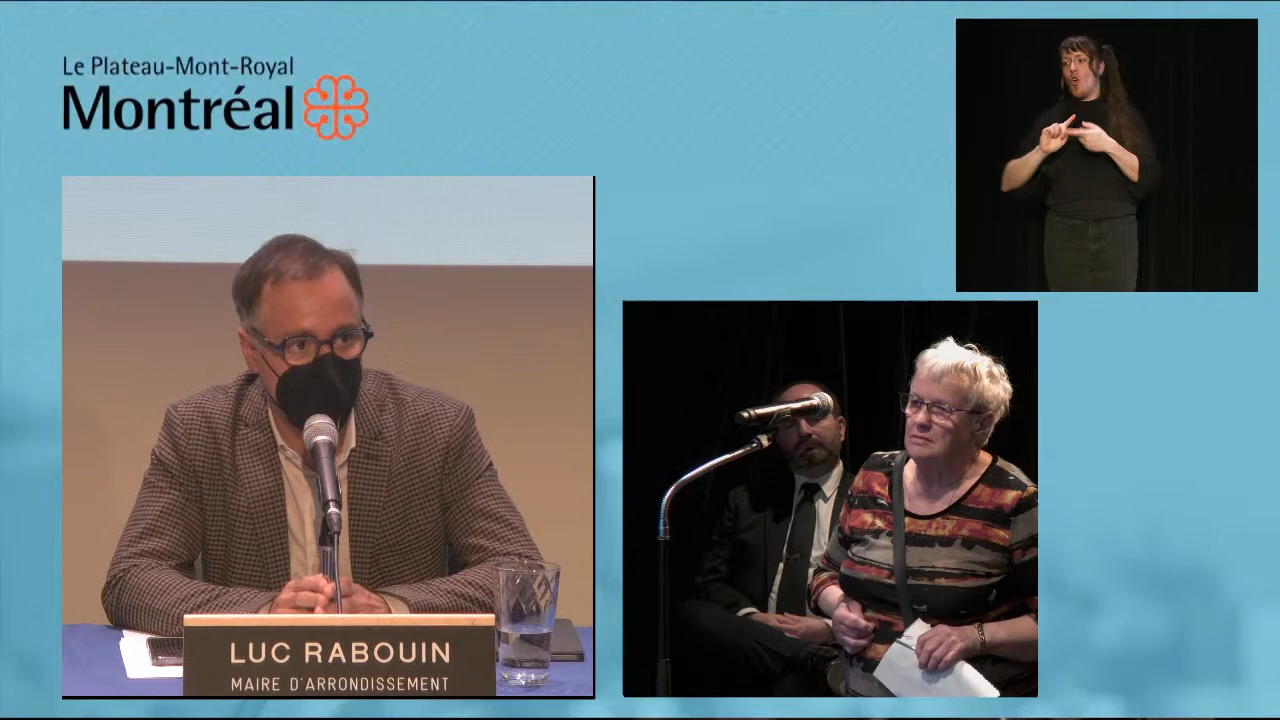 Le Plateau-Mont-Royal
Montréal
LUC RABOUIN
MAIRE D'ARRONDISSEMENT